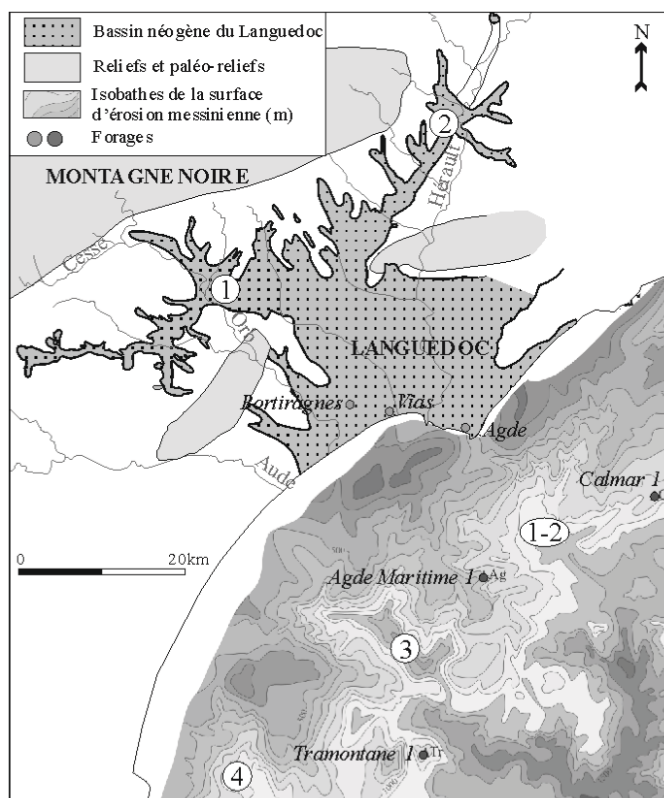 Bassin néogène du Languedoc
Reliefs et paléo-reliefs
Isobathes de la surface
d'érosion messinienne (m)
Forages
N
MONTAGNE NOIRE
2
Hérault
Cesse
1
Orb
LANGUEDOC
Portiragnes
Vias
Agde
Aude
Calmar 1
1-2
0
20km
500
Agde Maritime 1
Ag
3
Tramontane 1
Tr
1000
4